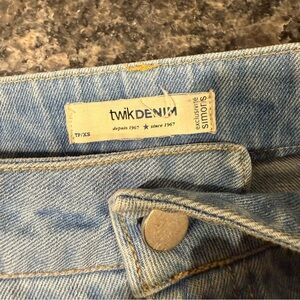 twikDENIM
depuis 1967 ★ since 1967
TP/XS
exclusivité
simons